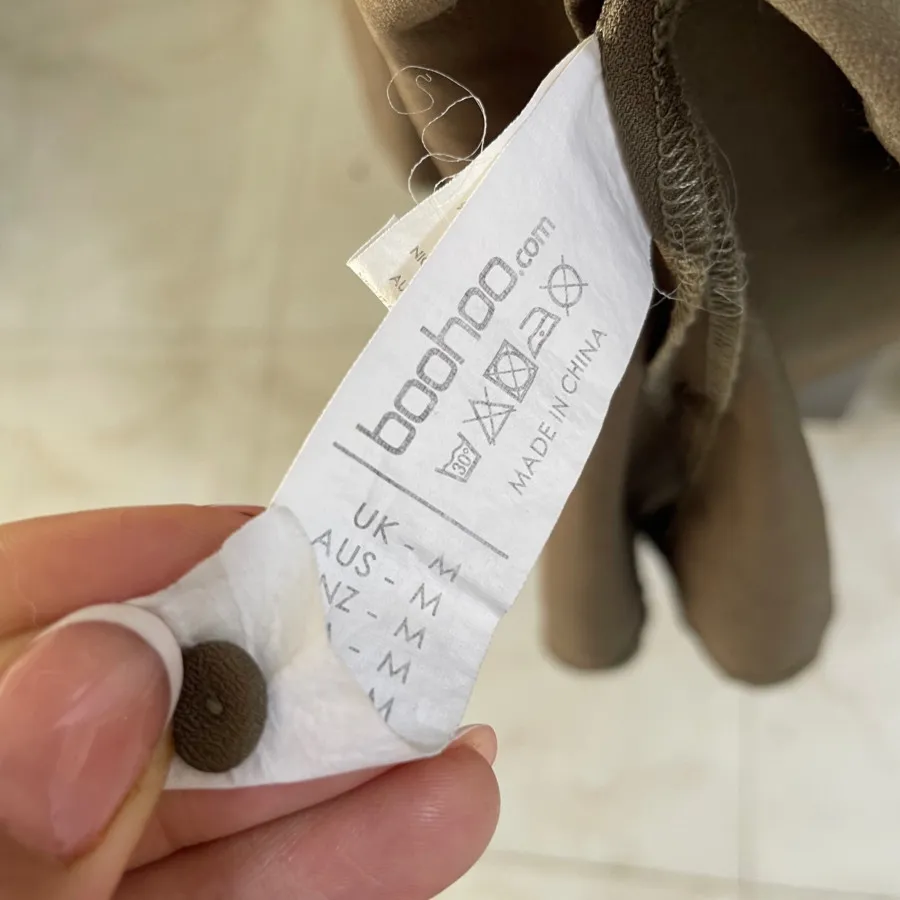 boohoo.com
30°
MADE IN CHINA
UK - M
AUS - M
NZ - M
- M
M